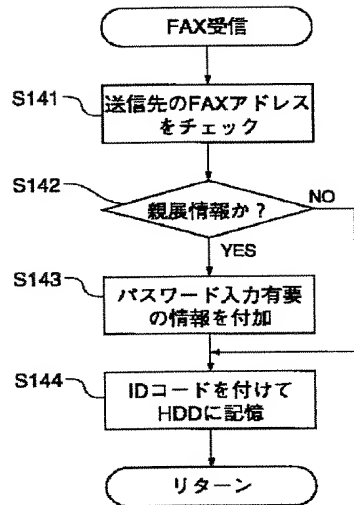 FAX受信
S141
送信先のFAXアドレス
をチェック
S142
親展情報か？
NO
YES
S143
パスワード入力有要
の情報を付加
S144
IDコードを付けて
HDDに記憶
リターン